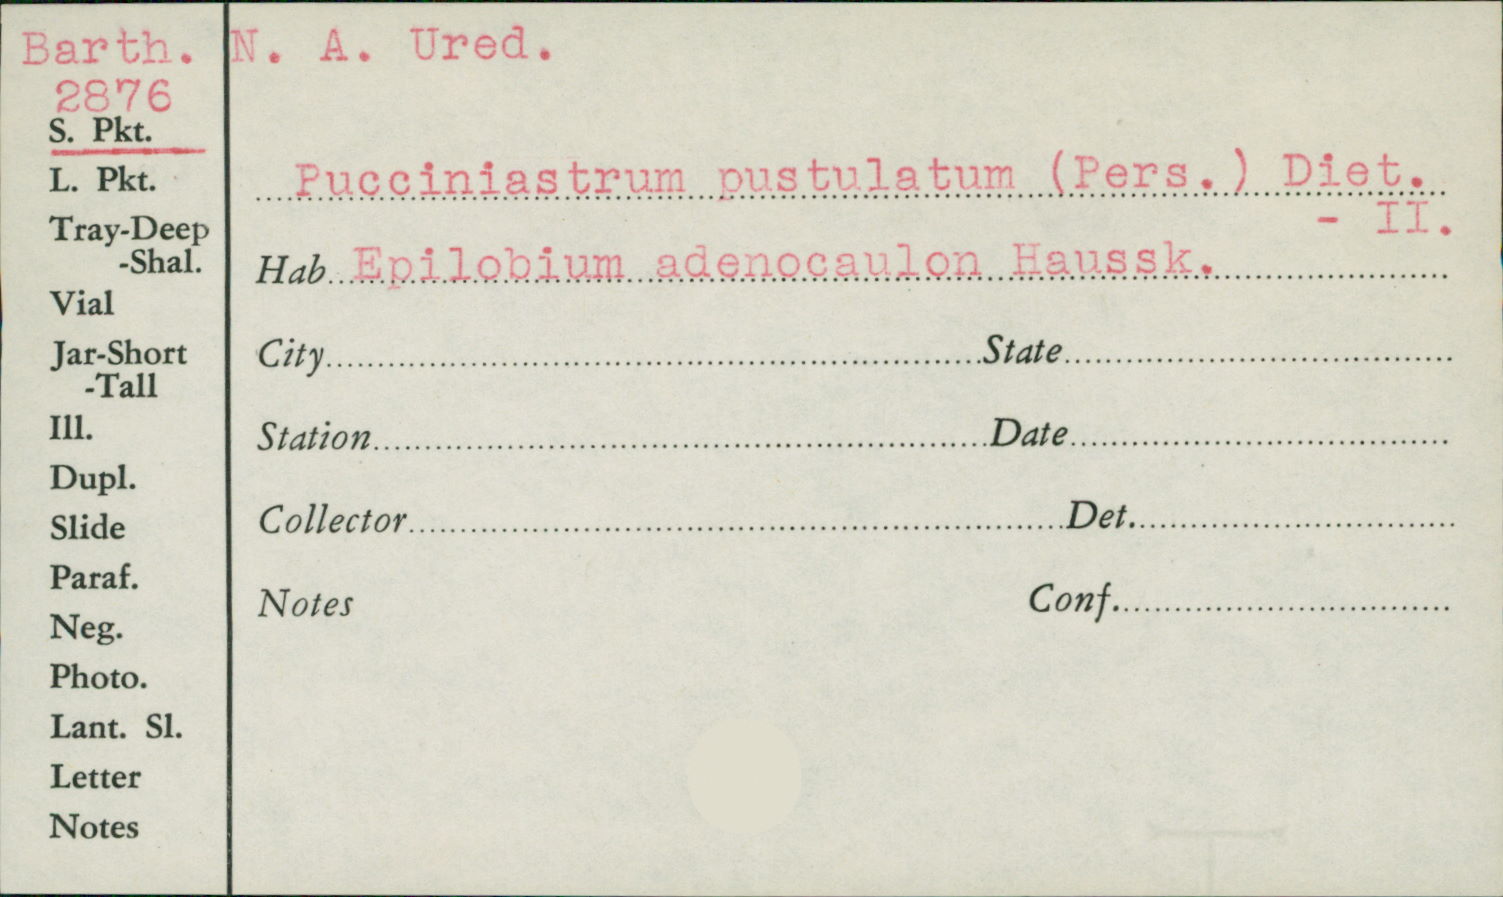 Barth. N. A. Ured.
2876
S. Pkt.
L. Pkt.
Tray-Deep
-Shal.
Vial
Jar-Short
-Tall
Ill.
Dupl.
Slide
Paraf.
Neg.
Photo.
Lant. Sl.
Letter
Notes
Pucciniastrum pustulatum (Pers.) Diet.
- II.
Hab. Epilobium adenocaulon Haussk.
City State
Station Date
Collector Det.
Notes Conf.